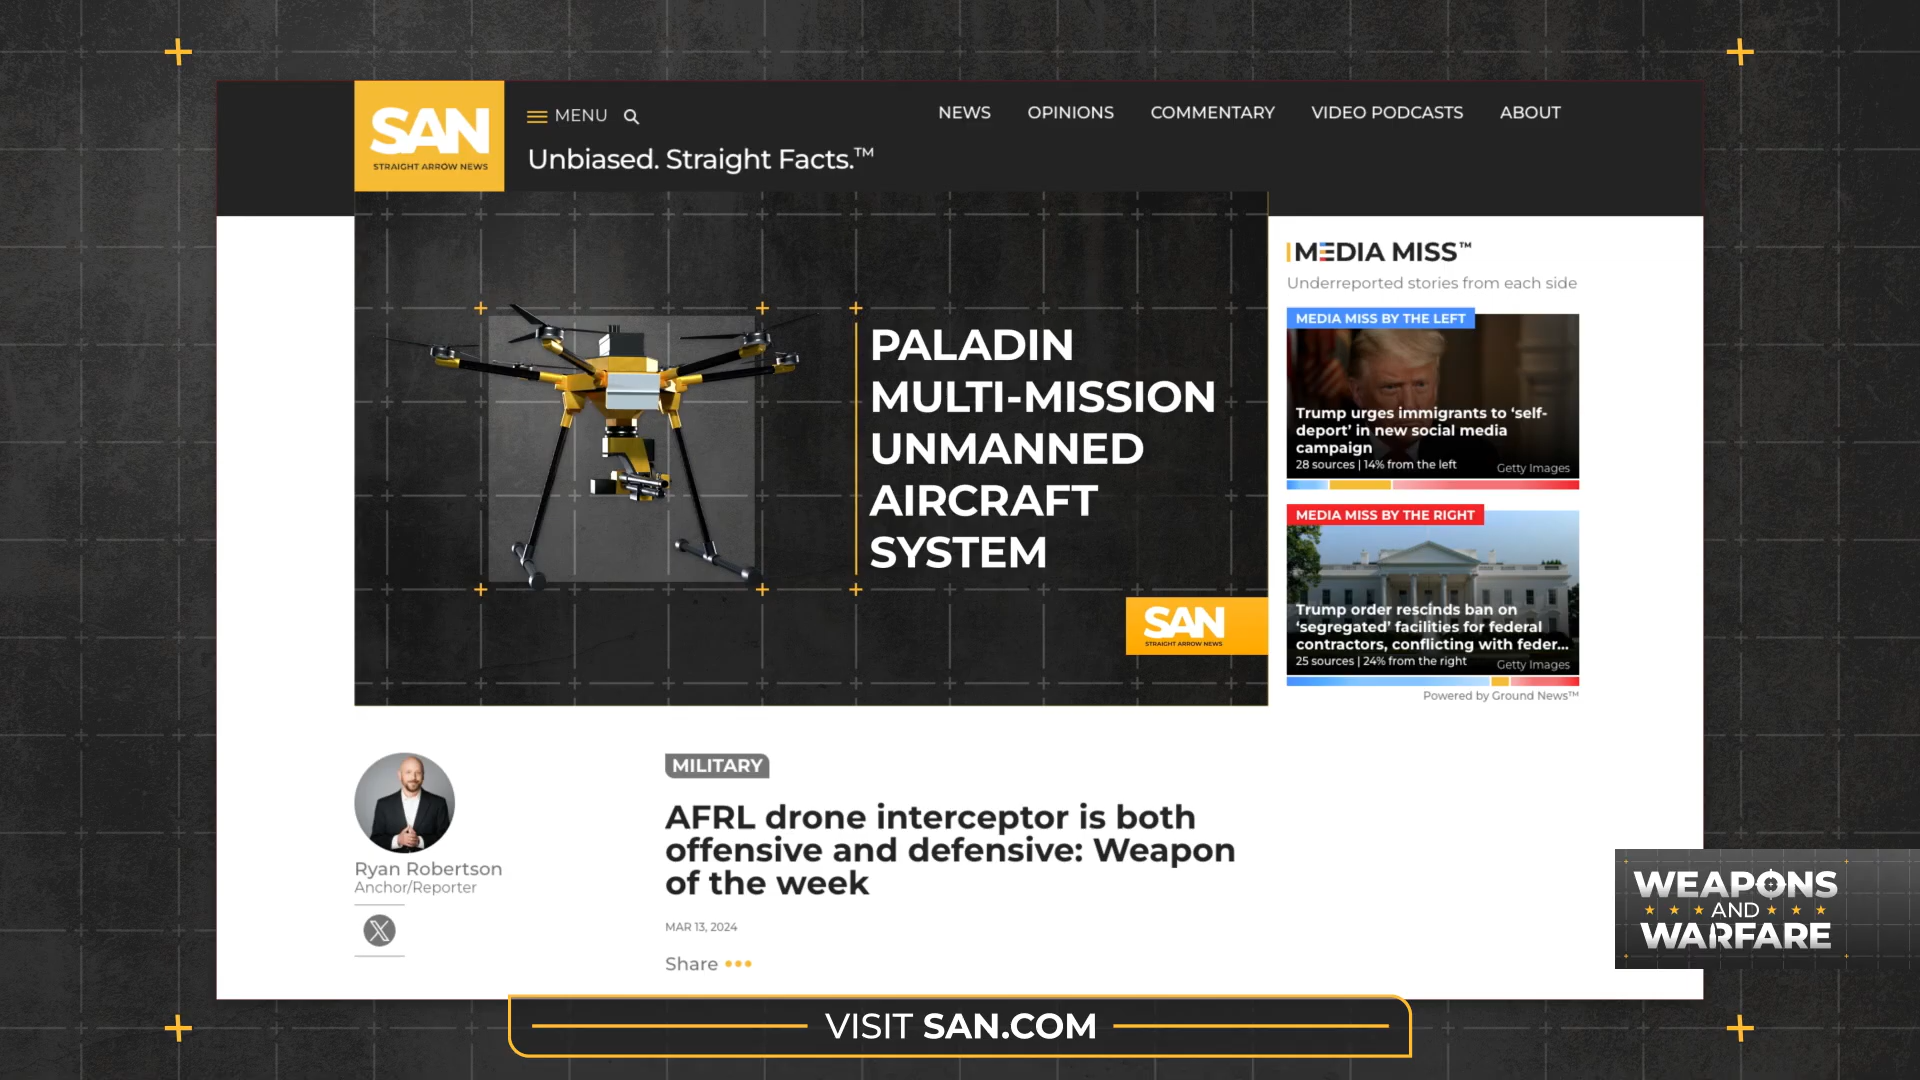 SAN
STRAIGHT ARROW NEWS
MENU
Unbiased. Straight Facts.™
NEWS
OPINIONS
COMMENTARY
VIDEO PODCASTS
ABOUT
PALADIN
MULTI-MISSION
UNMANNED
AIRCRAFT
SYSTEM
SAN
STRAIGHT ARROW NEWS
MEDIA MISS™
Underreported stories from each side
MEDIA MISS BY THE LEFT
Trump urges immigrants to ‘self-
deport’ in new social media
campaign
28 sources | 14% from the left
Getty Images
MEDIA MISS BY THE RIGHT
Trump order rescinds ban on
‘segregated’ facilities for federal
contractors, conflicting with feder...
25 sources | 24% from the right
Getty Images
Powered by Ground News™
Ryan Robertson
Anchor/Reporter
MILITARY
AFRL drone interceptor is both
offensive and defensive: Weapon
of the week
MAR 13, 2024
Share
WEAPONS
AND
WARFARE
VISIT SAN.COM